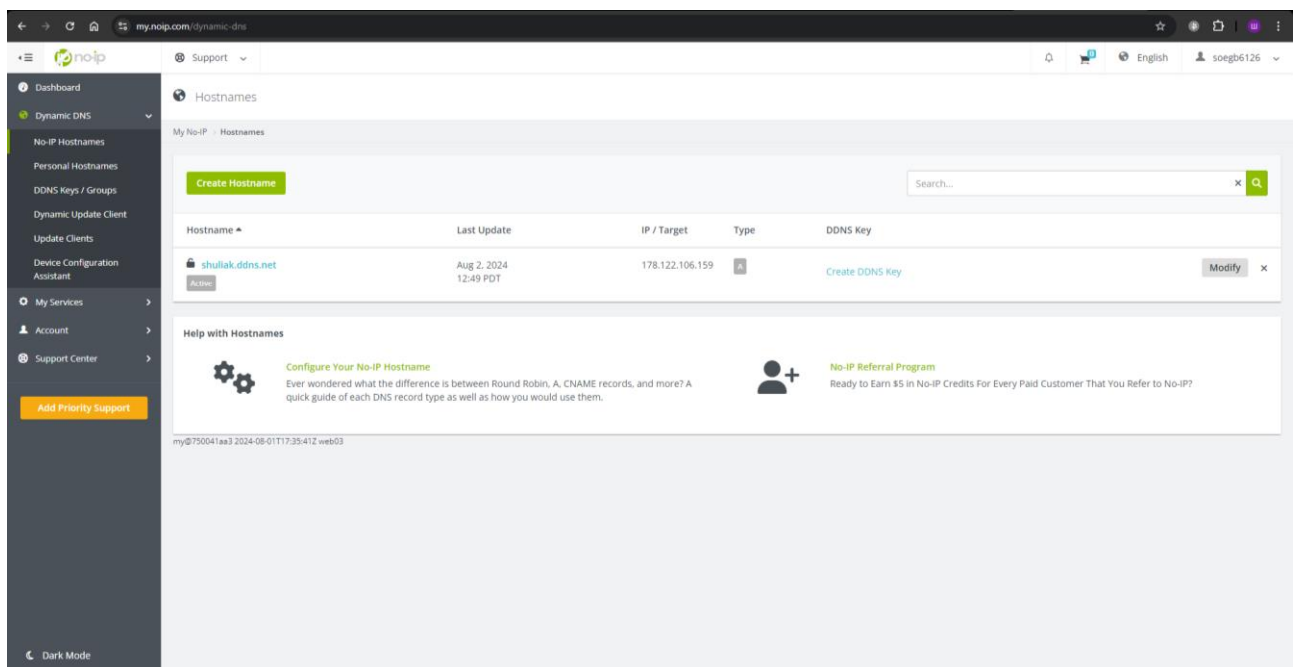 my.noip.com/dynamic-dns
no-ip
Support
0
English
soegb6126
Dashboard
Dynamic DNS
No-IP Hostnames
Personal Hostnames
DDNS Keys / Groups
Dynamic Update Client
Update Clients
Device Configuration
Assistant
My Services
Account
Support Center
Add Priority Support
Dark Mode
Hostnames
My No-IP
Hostnames
Create Hostname
Search...
Hostname Last Update IP / Target Type DDNS Key
shuliak.ddns.net Aug 2, 2024 178.122.106.159 A Create DDNS Key Modify
Active 12:49 PDT
Help with Hostnames
Configure Your No-IP Hostname
Ever wondered what the difference is between Round Robin, A, CNAME records, and more? A
quick guide of each DNS record type as well as how you would use them.
No-IP Referral Program
Ready to Earn $5 in No-IP Credits For Every Paid Customer That You Refer to No-IP?
my@750041aa3 2024-08-01T17:35:41Z web03